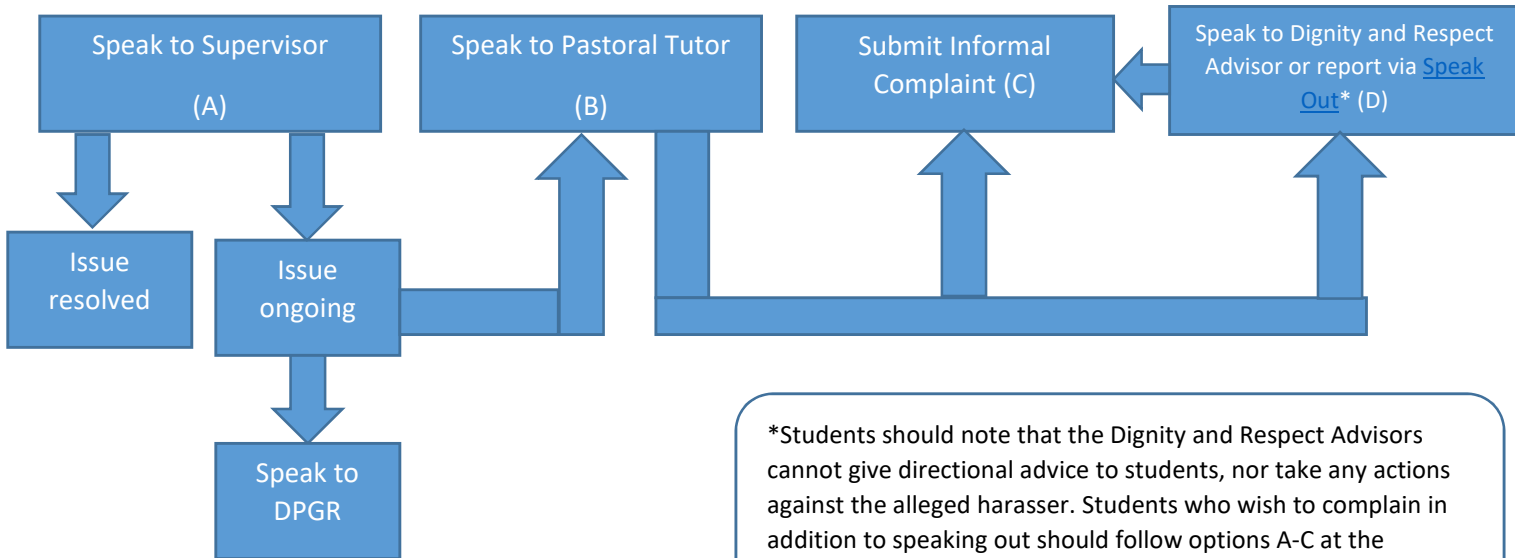 Speak to Supervisor
(A)
Speak to Pastoral Tutor
(B)
Submit Informal
Complaint (C)
Speak to Dignity and Respect
Advisor or report via Speak
Out* (D)
Issue
resolved
Issue
ongoing
Speak to
DPGR
*Students should note that the Dignity and Respect Advisors
cannot give directional advice to students, nor take any actions
against the alleged harasser. Students who wish to complain in
addition to speaking out should follow options A-C at the